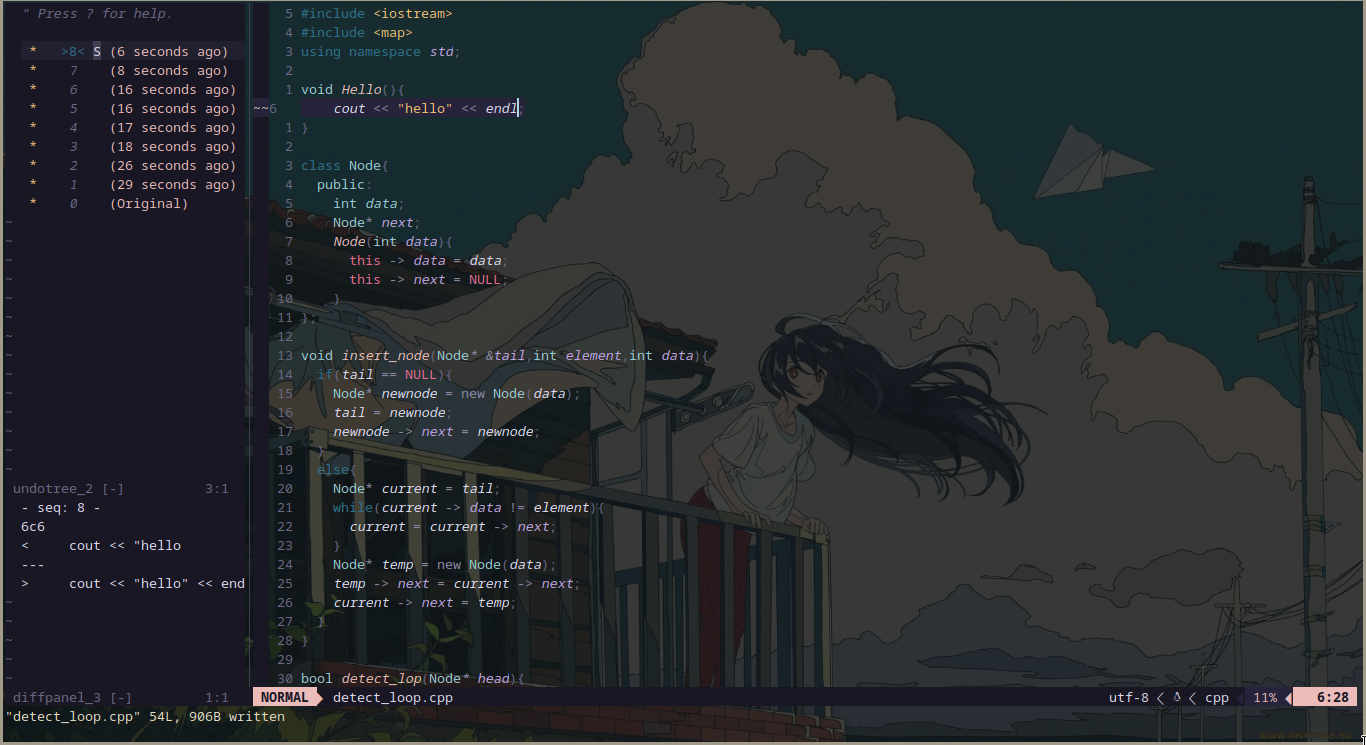 " Press ? for help.
* >8< S (6 seconds ago)
* 7 (8 seconds ago)
* 6 (16 seconds ago)
* 5 (16 seconds ago)
* 4 (17 seconds ago)
* 3 (18 seconds ago)
* 2 (26 seconds ago)
* 1 (29 seconds ago)
* 0 (Original)
~
~
~
~
~
~
~
~
~
~
~
~
~
~
undotree_2 [-] 3:1
- seq: 8 -
6c6
< cout << "hello
---
> cout << "hello" << end
~
~
~
~
~
diffpanel_3 [-] 1:1
5 #include <iostream>
4 #include <map>
3 using namespace std;
2
1 void Hello(){
~~6 cout << "hello" << endl;
1 }
2
3 class Node{
4 public:
5 int data;
6 Node* next;
7 Node(int data){
8 this -> data = data;
9 this -> next = NULL;
10 }
11 };
12
13 void insert_node(Node* &tail,int element,int data){
14 if(tail == NULL){
15 Node* newnode = new Node(data);
16 tail = newnode;
17 newnode -> next = newnode;
18 }
19 else{
20 Node* current = tail;
21 while(current -> data != element){
22 current = current -> next;
23 }
24 Node* temp = new Node(data);
25 temp -> next = current -> next;
26 current -> next = temp;
27 }
28 }
29
30 bool detect_lop(Node* head){
NORMAL detect_loop.cpp utf-8 < < cpp 11% 6:28
"detect_loop.cpp" 54L, 906B written